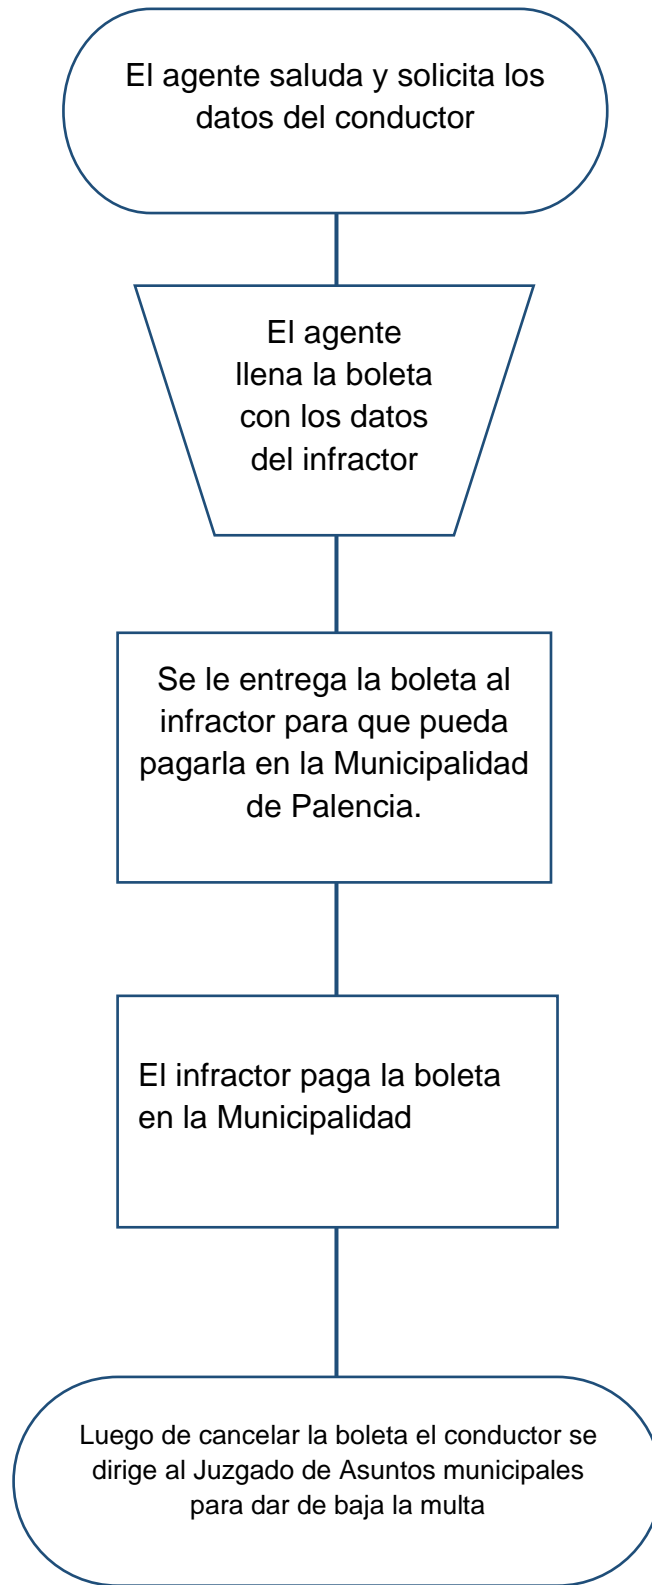 El agente saluda y solicita los
datos del conductor
El agente
llena la boleta
con los datos
del infractor
Se le entrega la boleta al
infractor para que pueda
pagarla en la Municipalidad
de Palencia.
El infractor paga la boleta
en la Municipalidad
Luego de cancelar la boleta el conductor se
dirige al Juzgado de Asuntos municipales
para dar de baja la multa